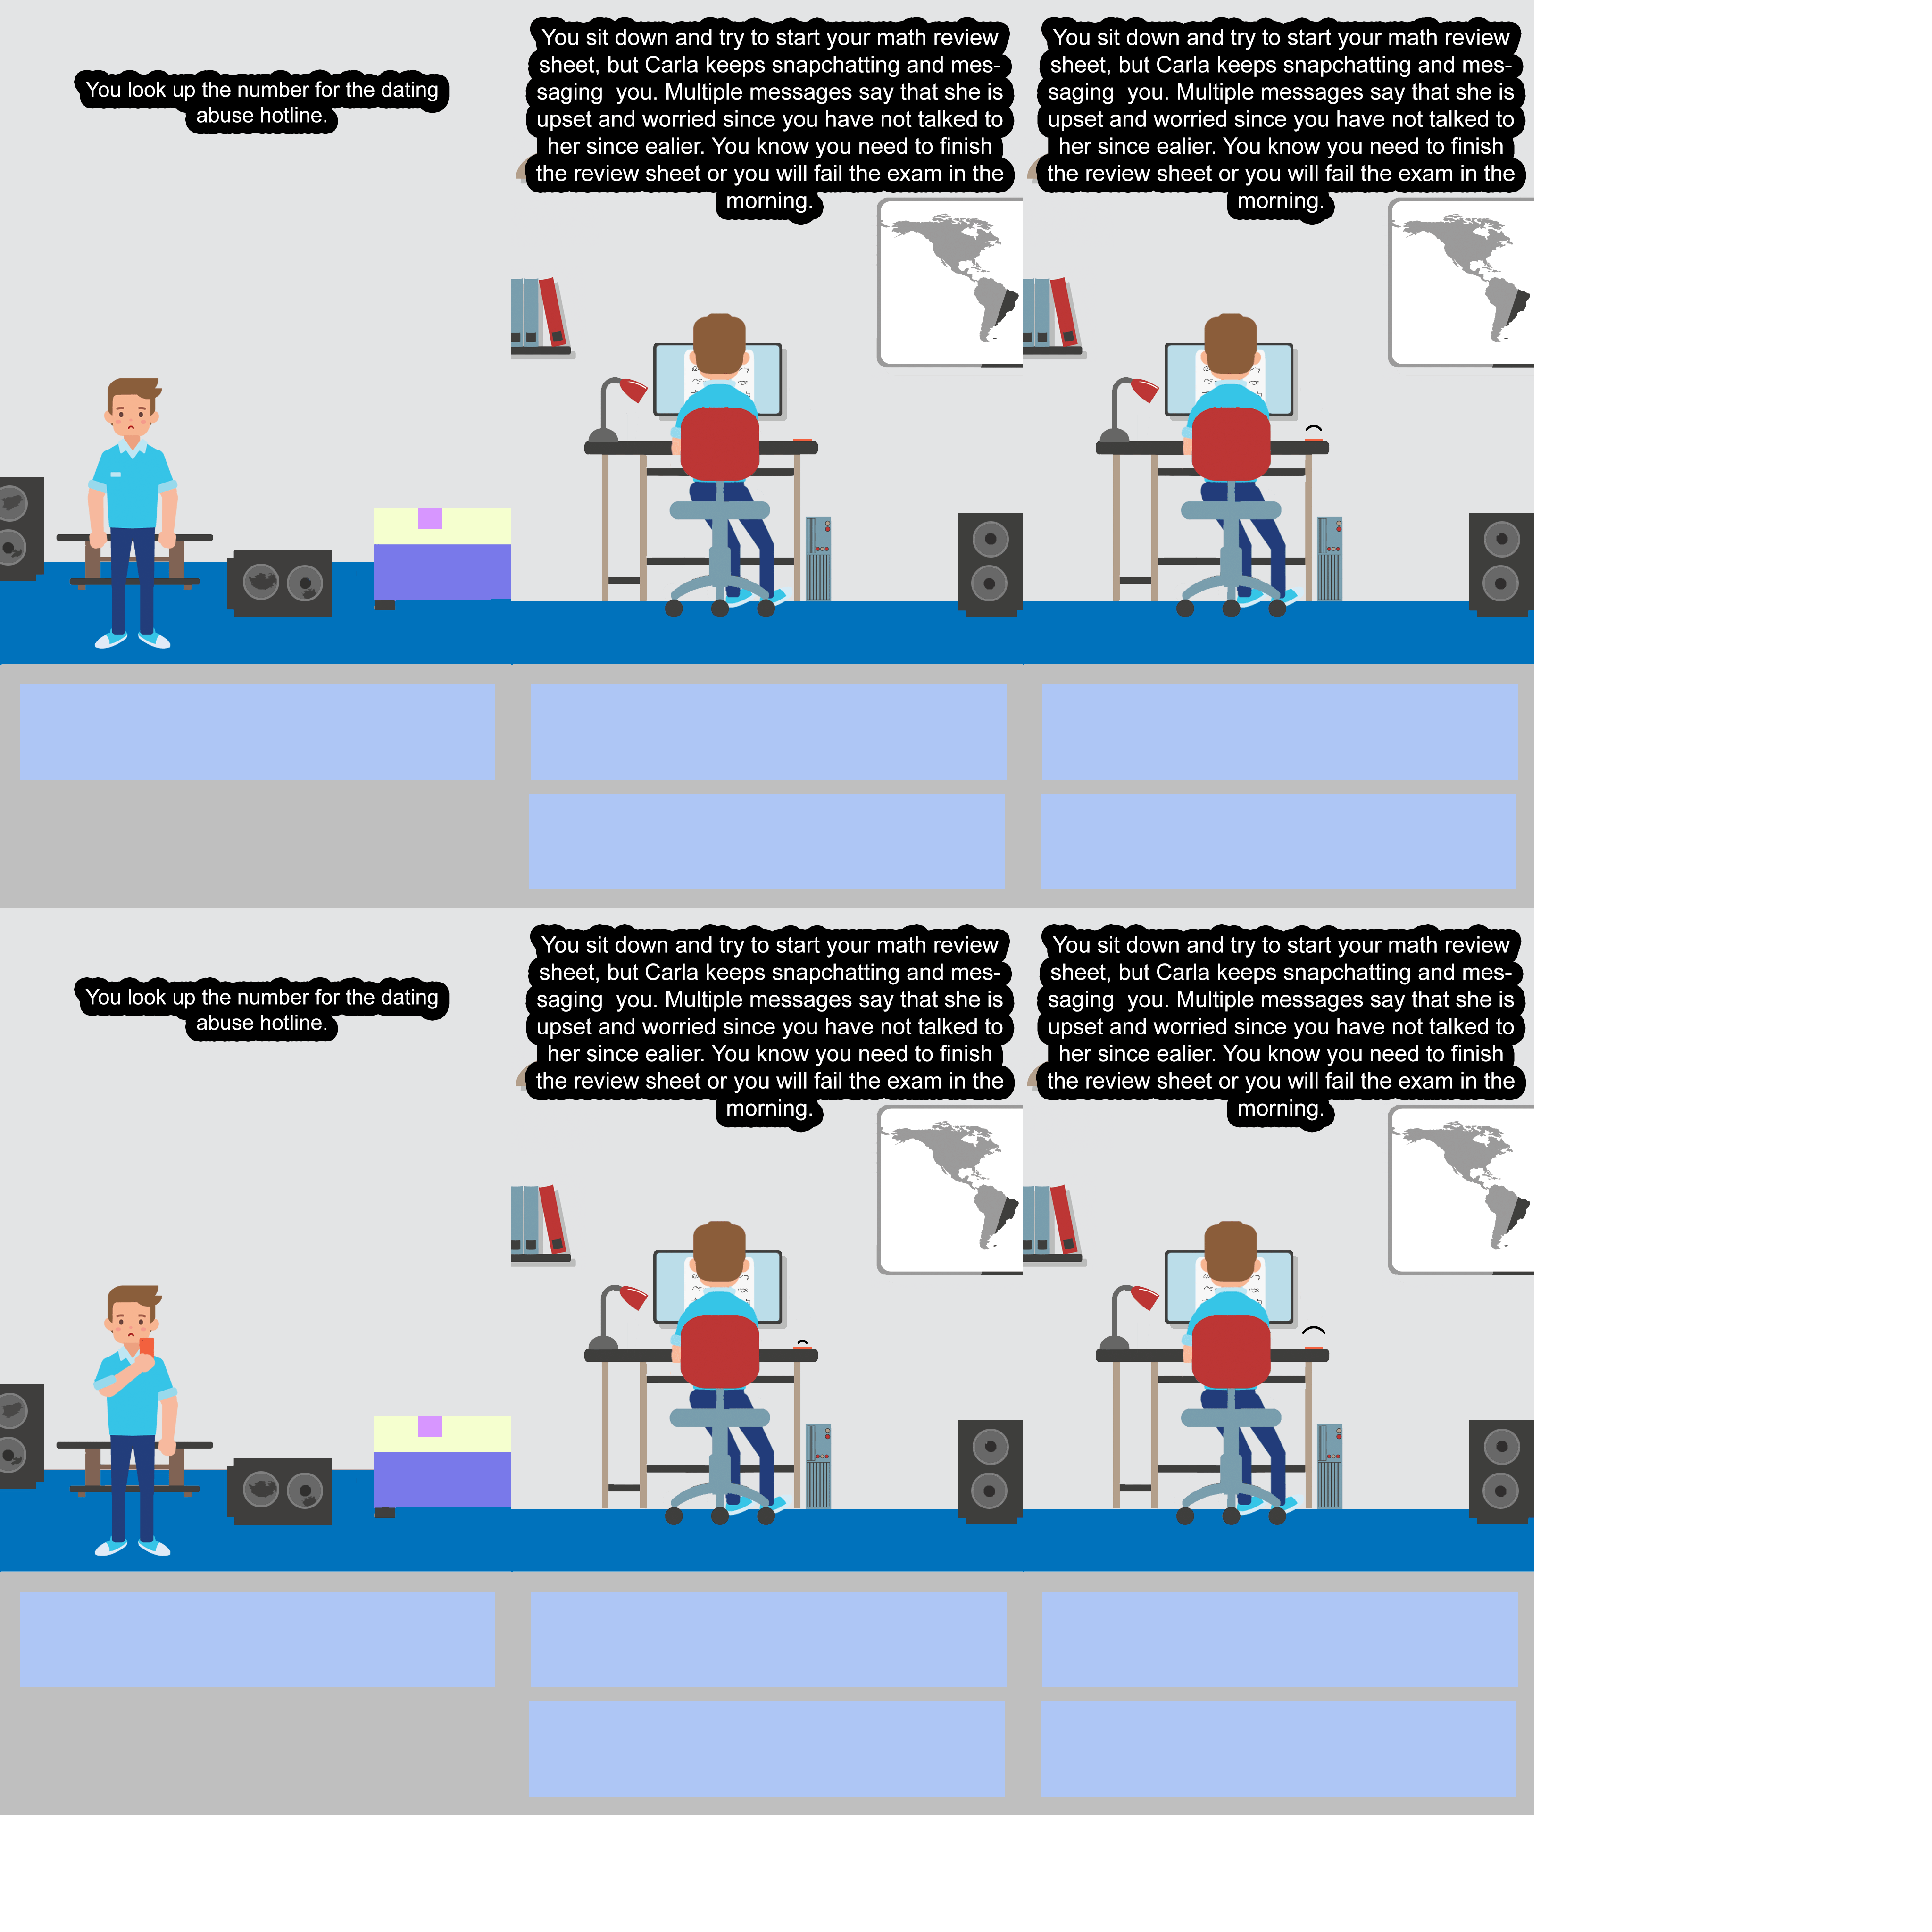 You look up the number for the dating
abuse hotline.
You sit down and try to start your math review
sheet, but Carla keeps snapchatting and mes-
saging  you. Multiple messages say that she is
upset and worried since you have not talked to
her since ealier. You know you need to finish
the review sheet or you will fail the exam in the
morning.
You sit down and try to start your math review
sheet, but Carla keeps snapchatting and mes-
saging  you. Multiple messages say that she is
upset and worried since you have not talked to
her since ealier. You know you need to finish
the review sheet or you will fail the exam in the
morning.
You look up the number for the dating
abuse hotline.
You sit down and try to start your math review
sheet, but Carla keeps snapchatting and mes-
saging  you. Multiple messages say that she is
upset and worried since you have not talked to
her since ealier. You know you need to finish
the review sheet or you will fail the exam in the
morning.
You sit down and try to start your math review
sheet, but Carla keeps snapchatting and mes-
saging  you. Multiple messages say that she is
upset and worried since you have not talked to
her since ealier. You know you need to finish
the review sheet or you will fail the exam in the
morning.